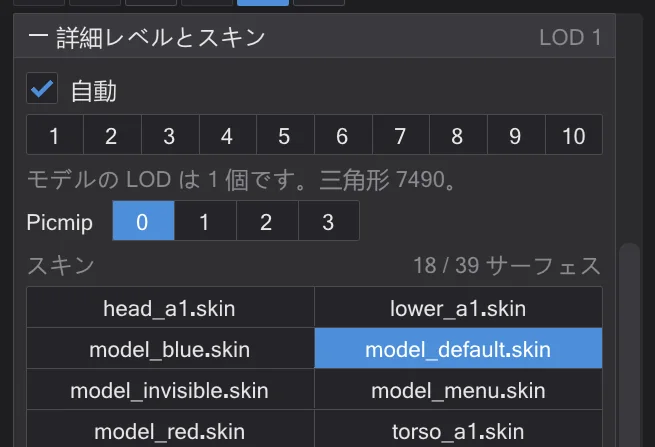 一 詳細レベルとスキン LOD 1
自動
1 2 3 4 5 6 7 8 9 10
モデルの LOD は 1 個です。三角形 7490。
Picmip 0 1 2 3
スキン 18 / 39 サーフェス
head_a1.skin lower_a1.skin
model_blue.skin model_default.skin
model_invisible.skin model_menu.skin
model_red.skin torso_a1.skin